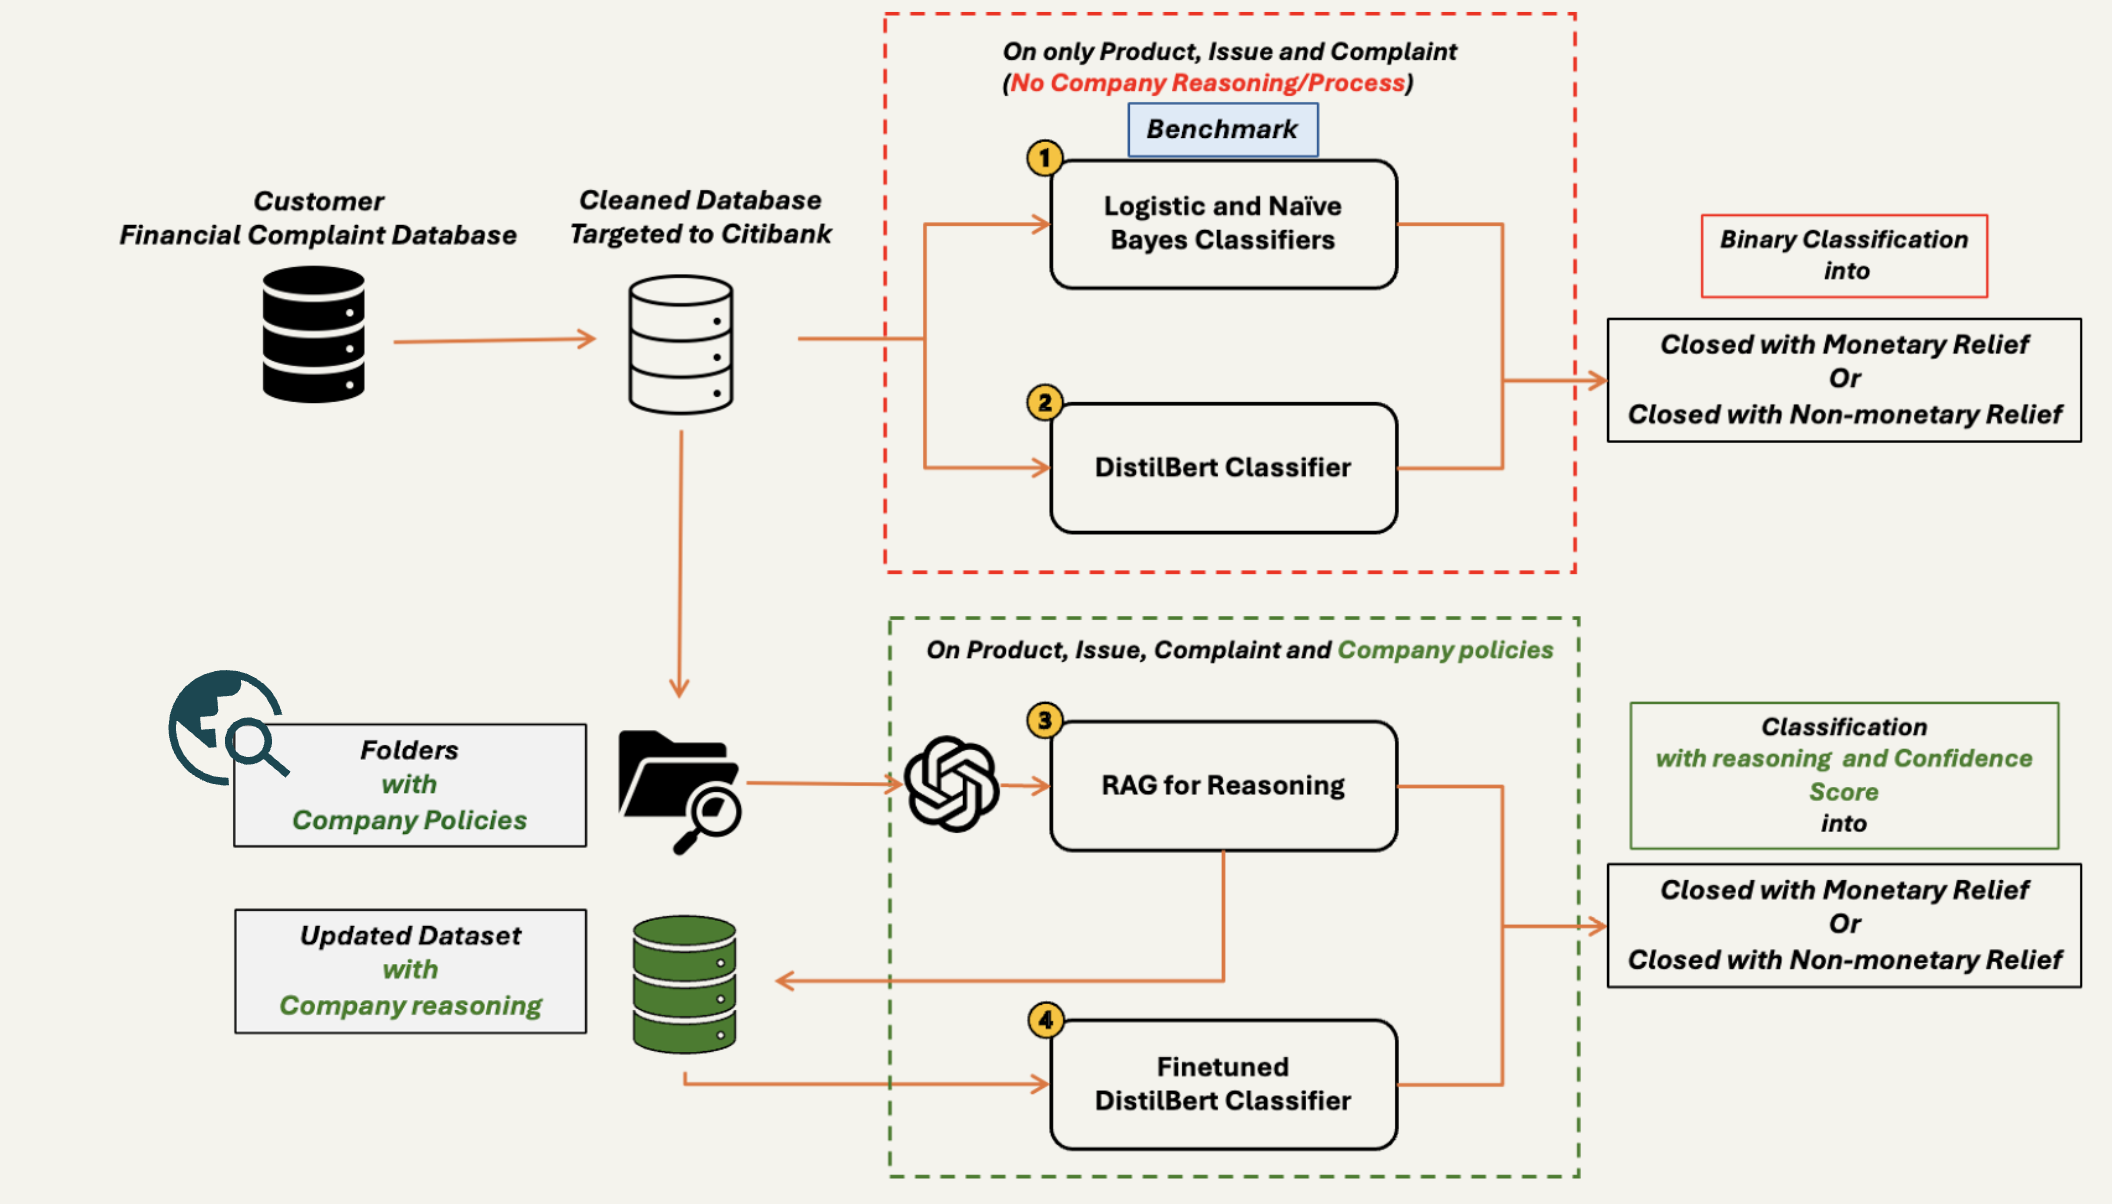 On only Product, Issue and Complaint
(No Company Reasoning/Process)
Benchmark
Customer
Financial Complaint Database
Cleaned Database
Targeted to Citibank
1
Logistic and Naïve
Bayes Classifiers
2
DistilBert Classifier
Binary Classification
into
Closed with Monetary Relief
Or
Closed with Non-monetary Relief
On Product, Issue, Complaint and Company policies
Folders
with
Company Policies
3
RAG for Reasoning
Updated Dataset
with
Company reasoning
4
Finetuned
DistilBert Classifier
Classification
with reasoning and Confidence
Score
into
Closed with Monetary Relief
Or
Closed with Non-monetary Relief